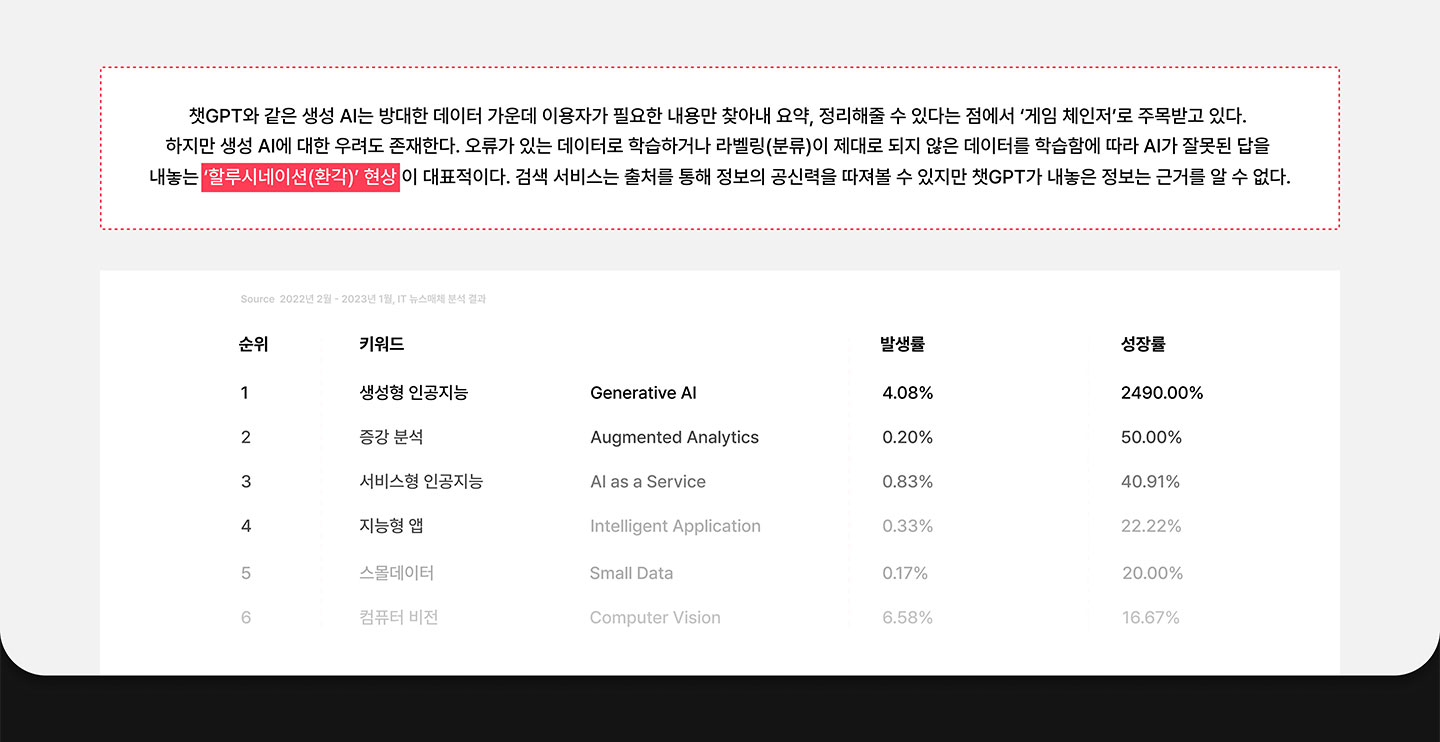 챗GPT와 같은 생성 AI는 방대한 데이터 가운데 이용자가 필요한 내용만 찾아내 요약, 정리해줄 수 있다는 점에서 ‘게임 체인저’로 주목받고 있다.
하지만 생성 AI에 대한 우려도 존재한다. 오류가 있는 데이터로 학습하거나 라벨링(분류)이 제대로 되지 않은 데이터를 학습함에 따라 AI가 잘못된 답을
내놓는 ‘할루시네이션(환각)’ 현상이 대표적이다. 검색 서비스는 출처를 통해 정보의 공신력을 따져볼 수 있지만 챗GPT가 내놓은 정보는 근거를 알 수 없다.
Source 2022년 2월 - 2023년 1월, IT 뉴스매체 분석 결과
순위 키워드 발생률 성장률
1 생성형 인공지능 Generative AI 4.08% 2490.00%
2 증강 분석 Augmented Analytics 0.20% 50.00%
3 서비스형 인공지능 AI as a Service 0.83% 40.91%
4 지능형 앱 Intelligent Application 0.33% 22.22%
5 스몰데이터 Small Data 0.17% 20.00%
6 컴퓨터 비전 Computer Vision 6.58% 16.67%